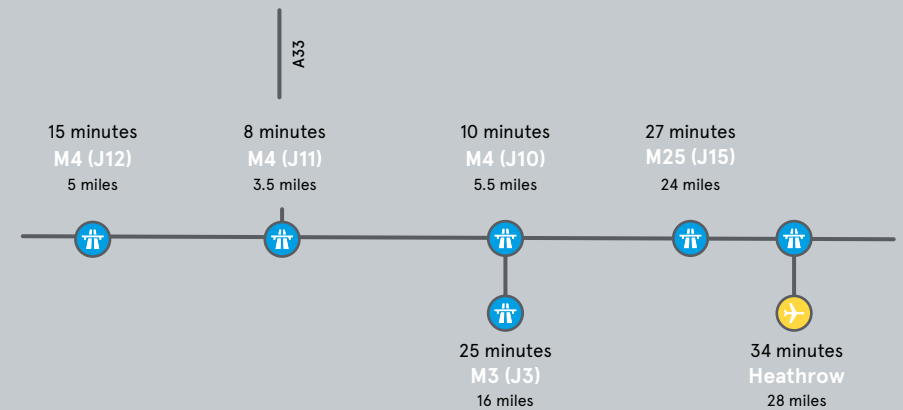 A33
15 minutes
M4 (J12)
5 miles
8 minutes
M4 (J11)
3.5 miles
10 minutes
M4 (J10)
5.5 miles
27 minutes
M25 (J15)
24 miles
25 minutes
M3 (J3)
16 miles
34 minutes
Heathrow
28 miles